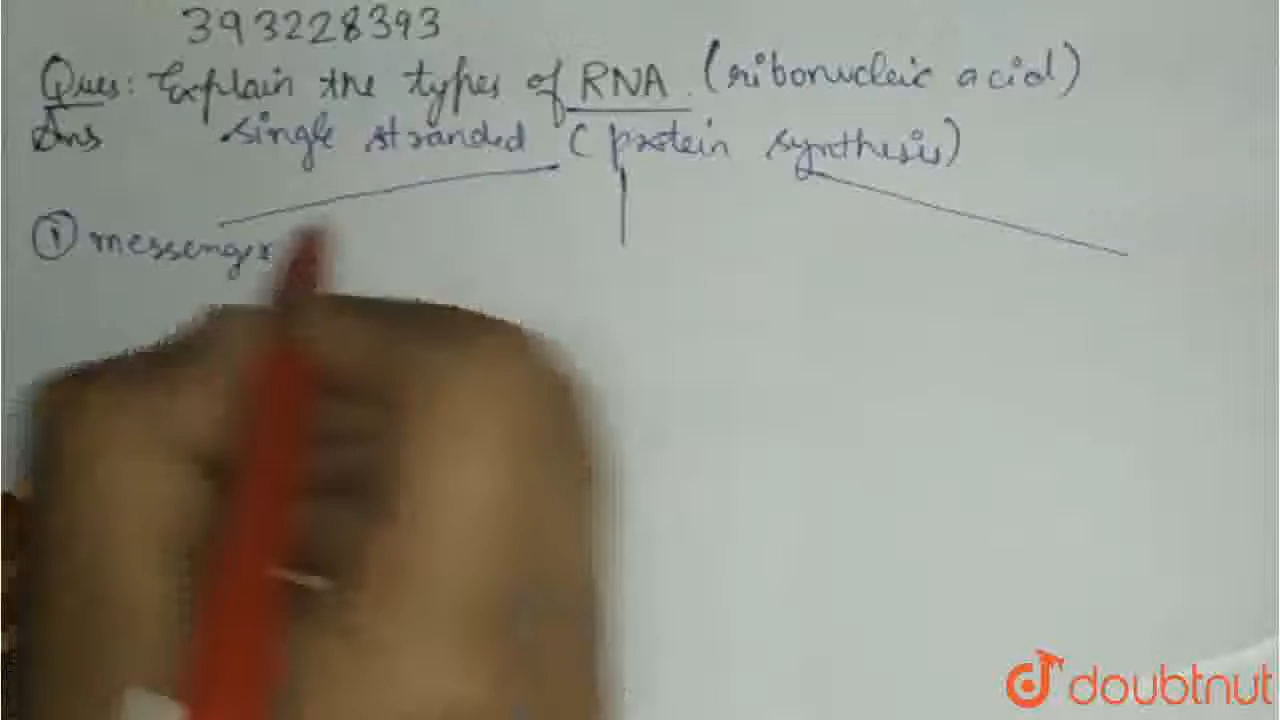 393228393
Ques: Explain the types of RNA. (ribonucleic acid)
Ans single stranded (protein synthesis)
① messenger
doubtnut